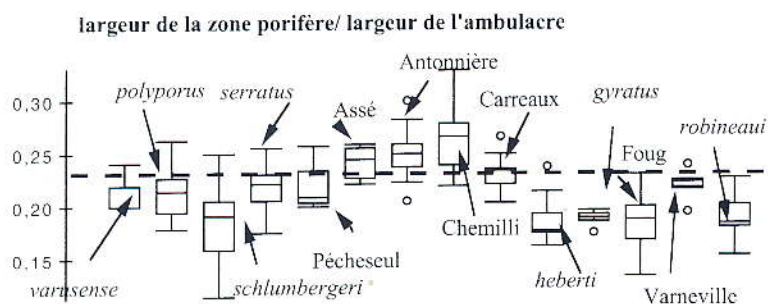 largeur de la zone porifère/ largeur de l'ambulacre
Antonnière
polyporus
serratus
Assé
Carreaux
gyratus
Foug
robineaui
0,30
0,25
0,20
0,15
varusense
schlumbergeri
Pécheseul
Chemilli
heberti
Varneville